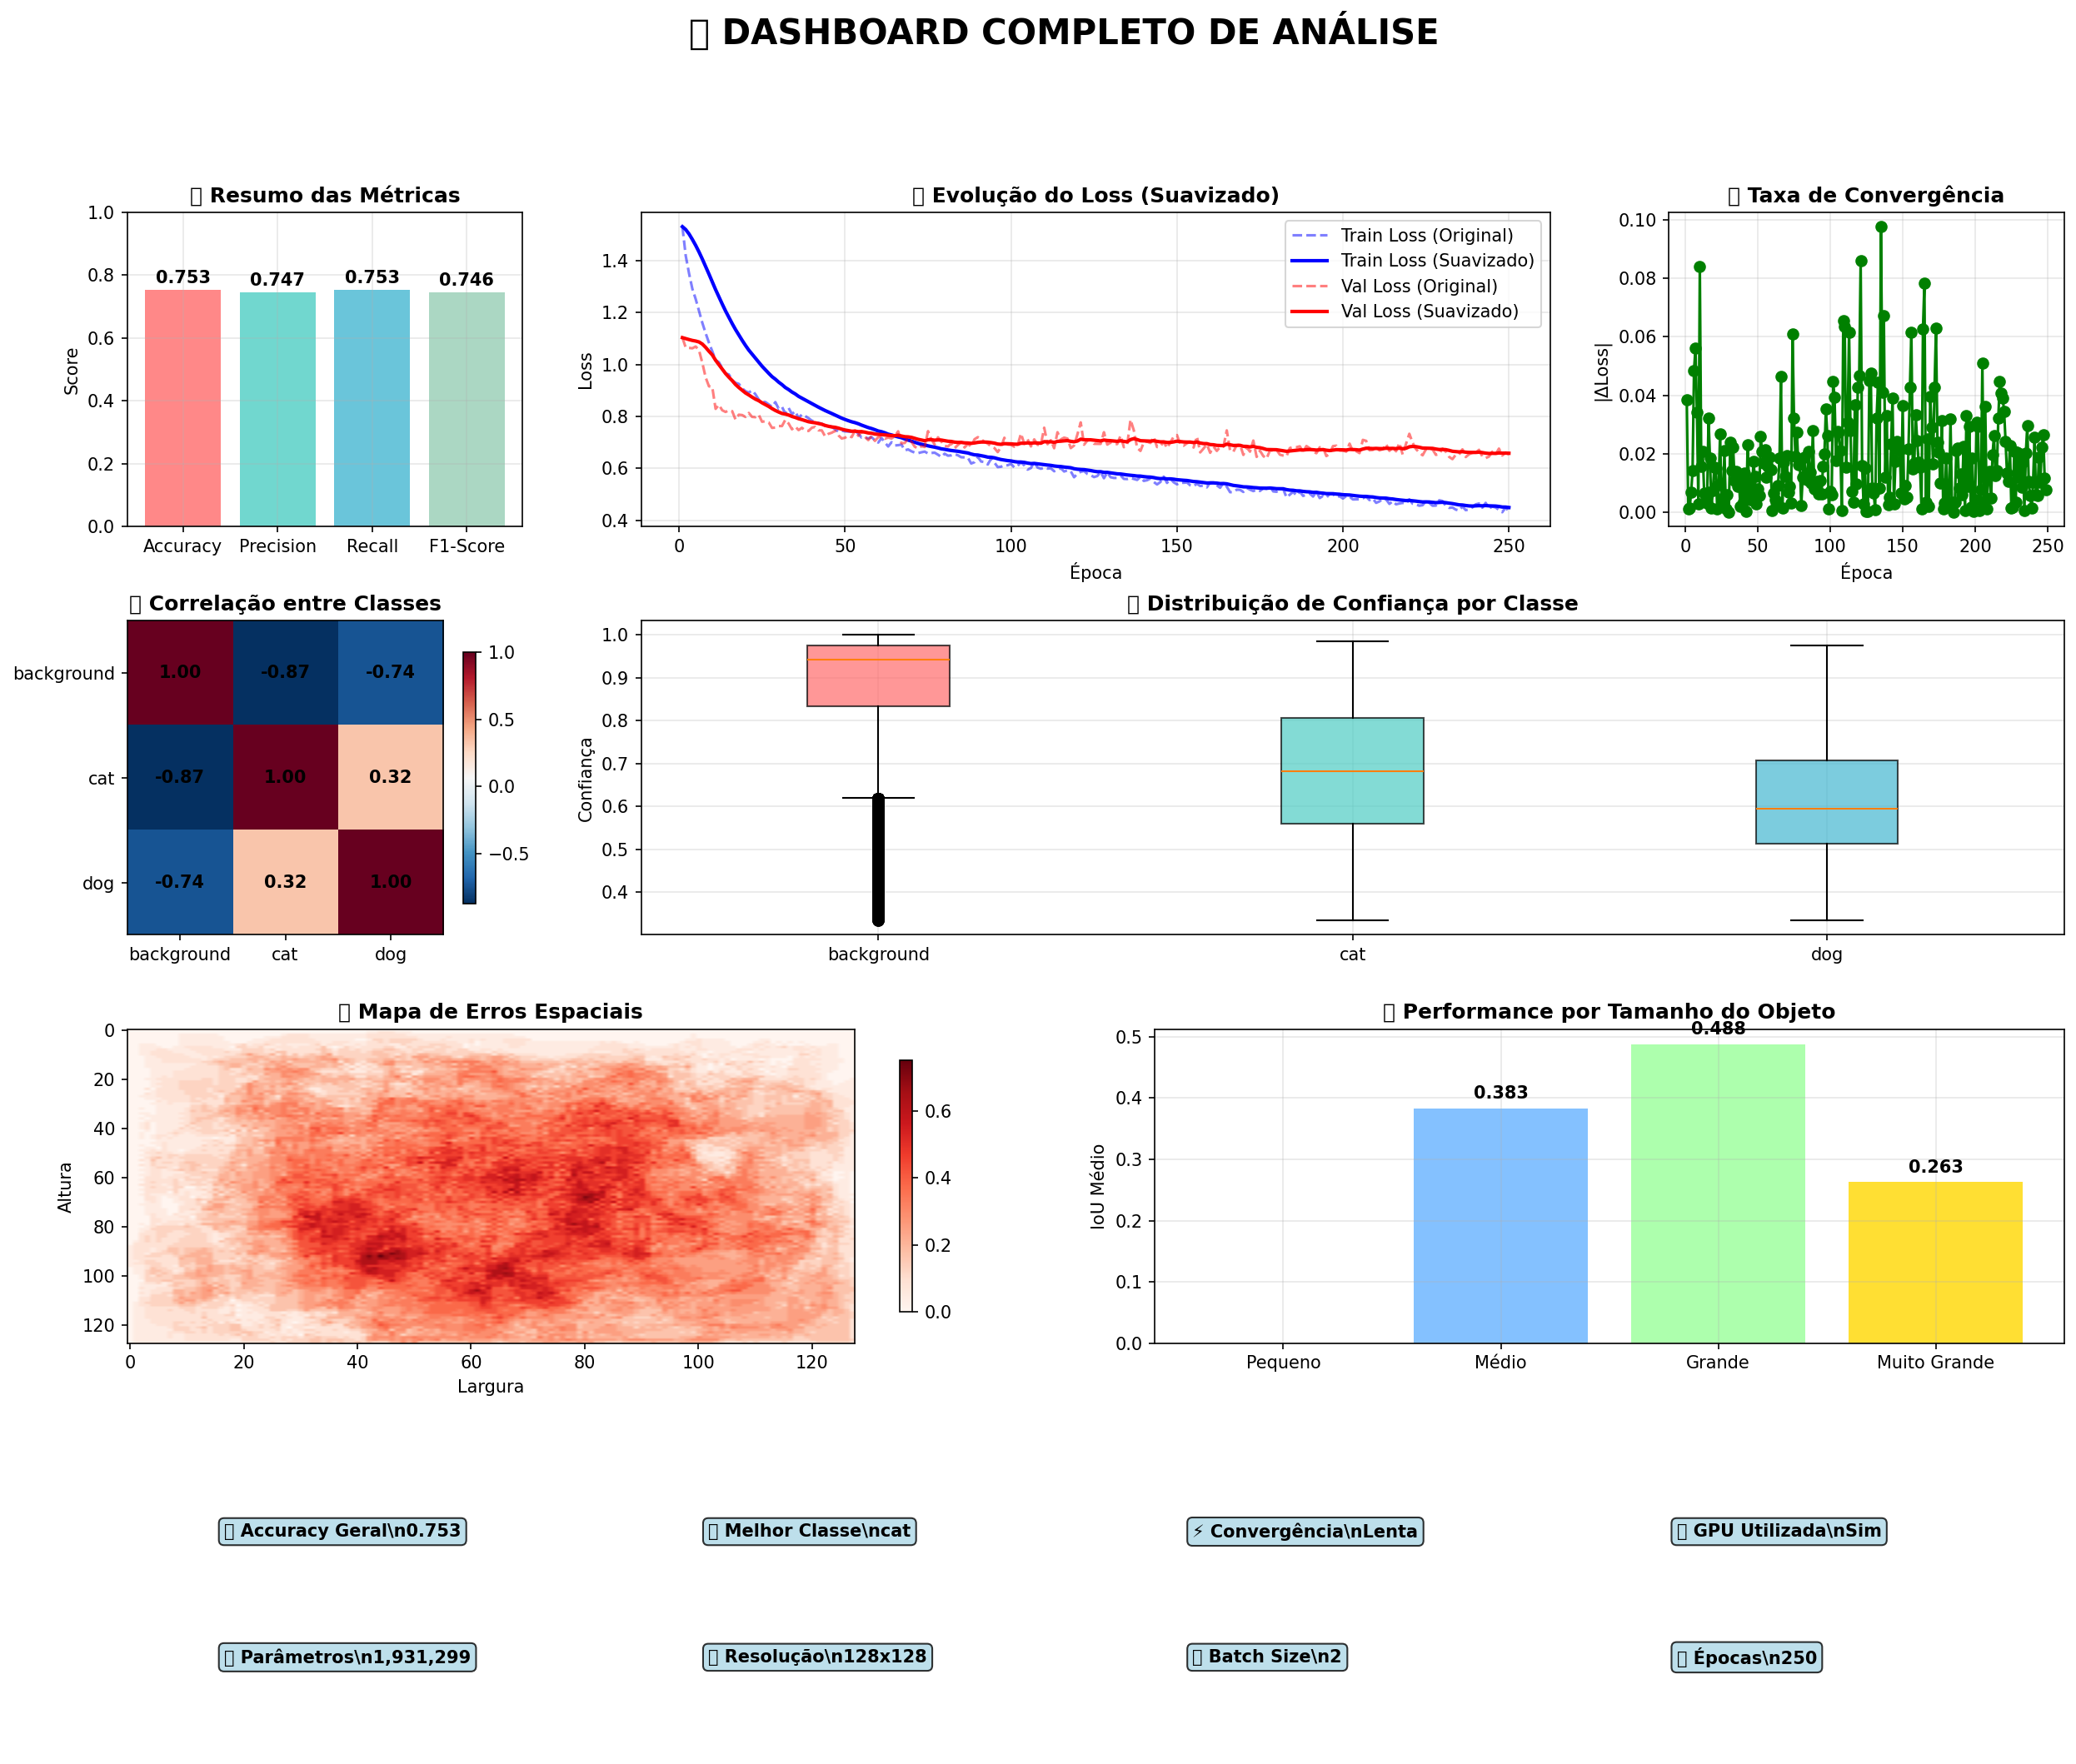 DASHBOARD COMPLETO DE ANÁLISE
Resumo das Métricas
Score
1.0
0.8
0.6
0.4
0.2
0.0
0.753
0.747
0.753
0.746
Accuracy
Precision
Recall
F1-Score
Evolução do Loss (Suavizado)
Loss
1.4
1.2
1.0
0.8
0.6
0.4
Train Loss (Original)
Train Loss (Suavizado)
Val Loss (Original)
Val Loss (Suavizado)
0
50
100
150
200
250
Época
Taxa de Convergência
|ΔLoss|
0.10
0.08
0.06
0.04
0.02
0.00
0
50
100
150
200
250
Época
Correlação entre Classes
background
cat
dog
1.00
-0.87
-0.74
-0.87
1.00
0.32
-0.74
0.32
1.00
background
cat
dog
1.0
0.5
0.0
−0.5
Distribuição de Confiança por Classe
Confiança
1.0
0.9
0.8
0.7
0.6
0.5
0.4
background
cat
dog
Mapa de Erros Espaciais
Altura
0
20
40
60
80
100
120
0
20
40
60
80
100
120
Largura
0.6
0.4
0.2
0.0
Performance por Tamanho do Objeto
IoU Médio
0.5
0.4
0.3
0.2
0.1
0.0
0.383
0.488
0.263
Pequeno
Médio
Grande
Muito Grande
Accuracy Geral\n0.753
Melhor Classe\ncat
⚡ Convergência\nLenta
GPU Utilizada\nSim
Parâmetros\n1,931,299
Resolução\n128x128
Batch Size\n2
Épocas\n250